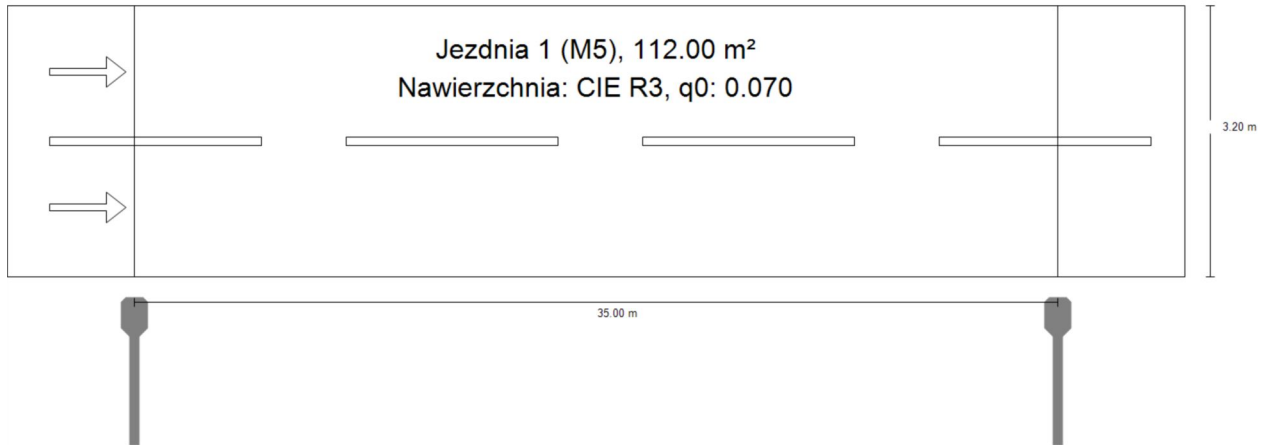 Jezdnia 1 (M5), 112.00 m²
Nawierzchnia: CIE R3, q0: 0.070
3.20 m
35.00 m